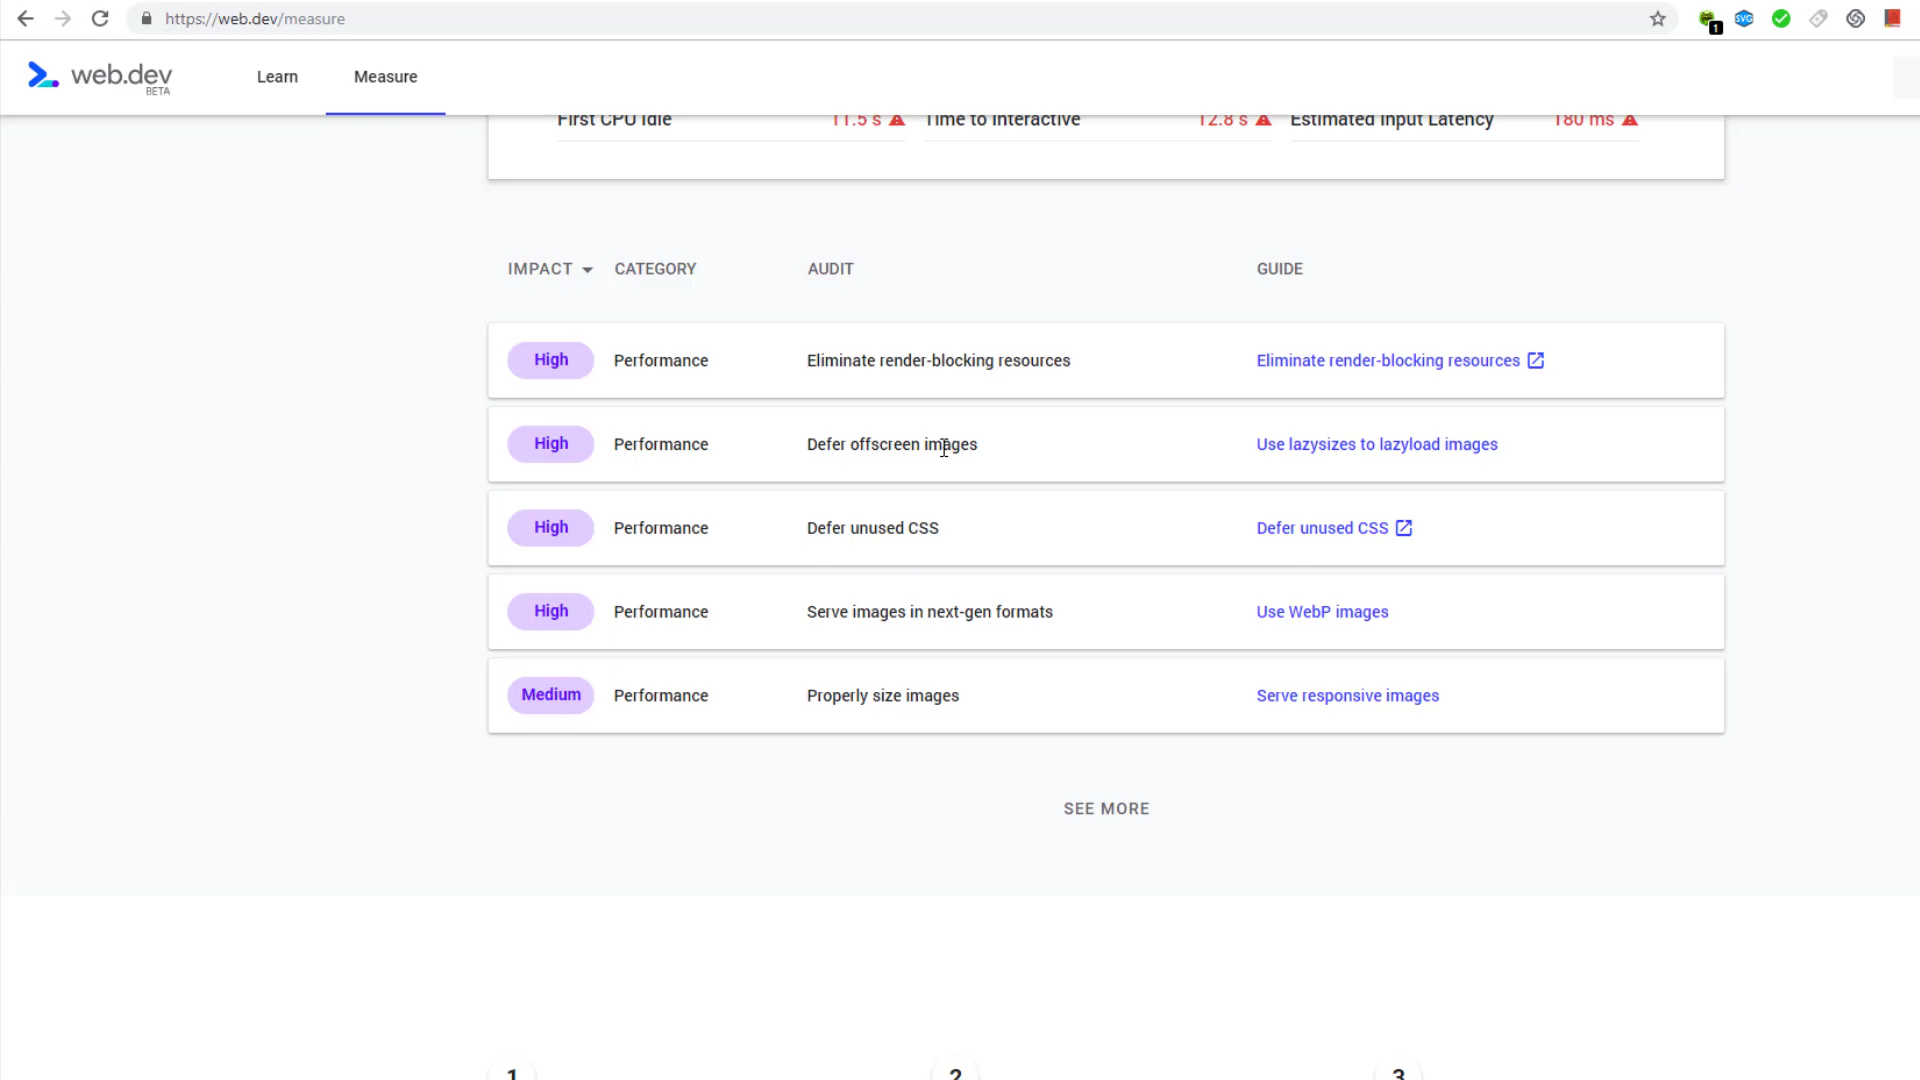 https://web.dev/measure
1
SVG
web.dev
BETA
Learn
Measure
First CPU Idle 11.5 s Time to Interactive 12.8 s Estimated Input Latency 180 ms
IMPACT CATEGORY AUDIT GUIDE
High Performance Eliminate render-blocking resources Eliminate render-blocking resources
High Performance Defer offscreen images Use lazysizes to lazyload images
High Performance Defer unused CSS Defer unused CSS
High Performance Serve images in next-gen formats Use WebP images
Medium Performance Properly size images Serve responsive images
SEE MORE
1 2 3